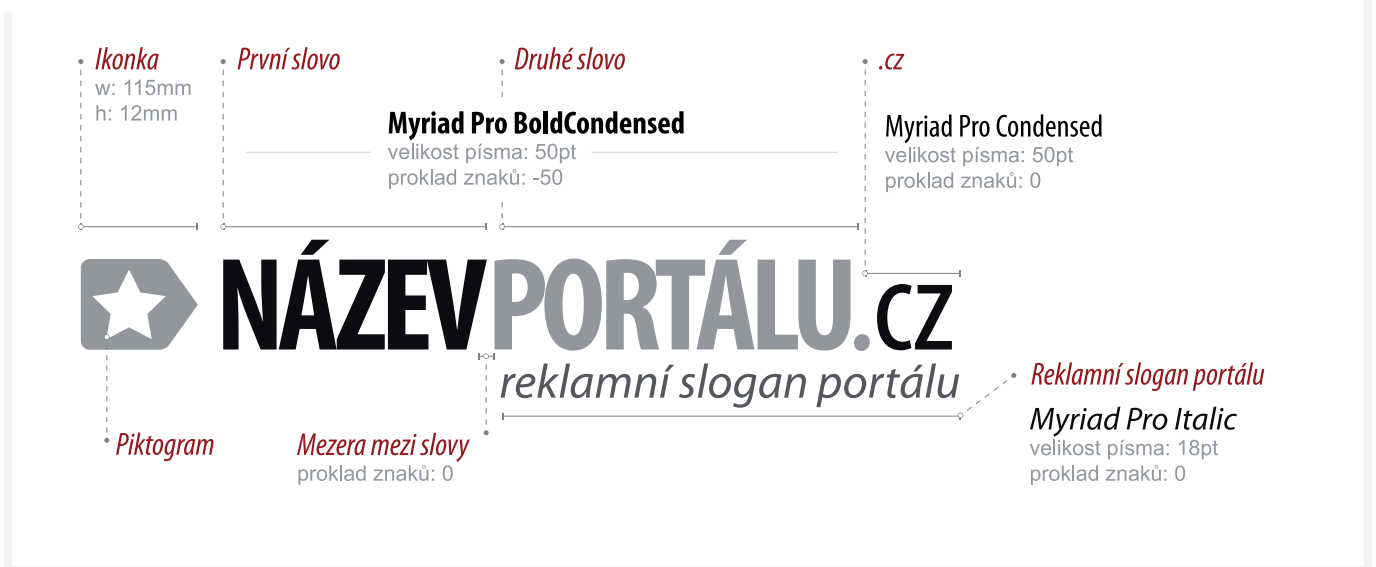 Ikonka
w: 115mm
h: 12mm
První slovo
Druhé slovo
.cz
Myriad Pro BoldCondensed
velikost písma: 50pt
proklad znaků: -50
Myriad Pro Condensed
velikost písma: 50pt
proklad znaků: 0
NÁZEVPORTÁLU.CZ
reklamní slogan portálu
Reklamní slogan portálu
Myriad Pro Italic
velikost písma: 18pt
proklad znaků: 0
Piktogram
Mezera mezi slovy
proklad znaků: 0